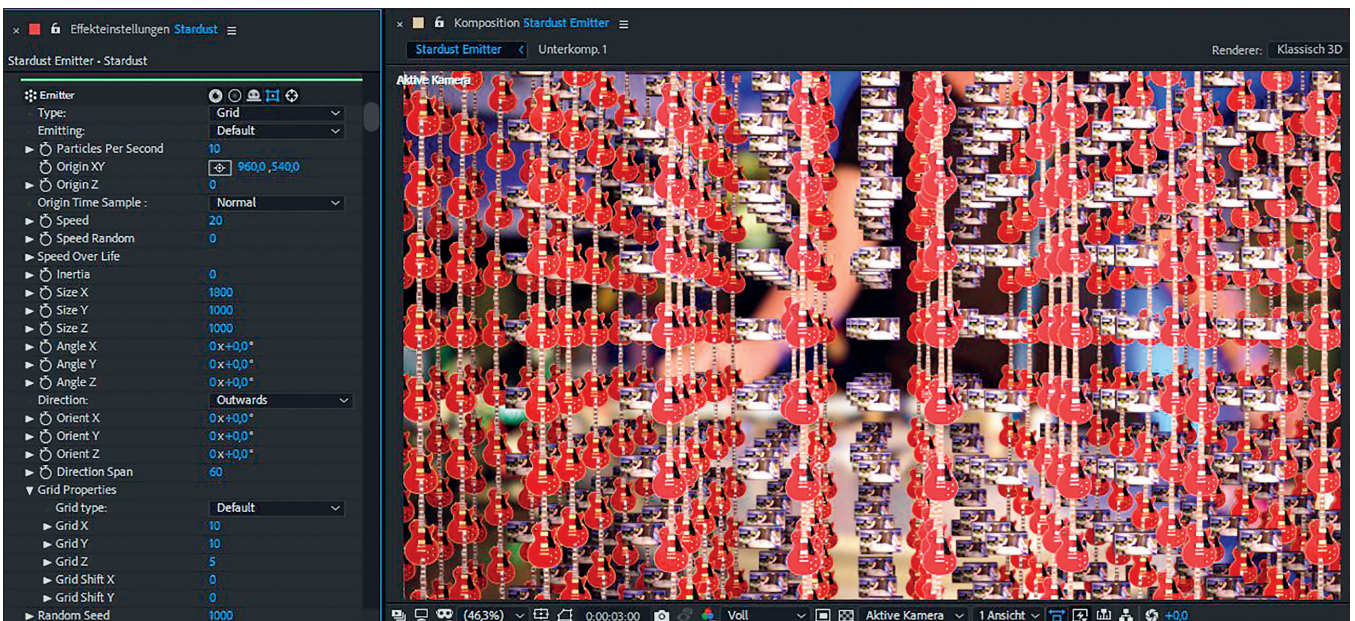 Effekteinstellungen Stardust
Stardust Emitter • Stardust
Emitter
Type: Grid
Emitting: Default
Particles Per Second 10
Origin XY 960,0 ,540,0
Origin Z 0
Origin Time Sample : Normal
Speed 20
Speed Random 0
Speed Over Life
Inertia 0
Size X 1800
Size Y 1000
Size Z 1000
Angle X 0x+0,0°
Angle Y 0x+0,0°
Angle Z 0x+0,0°
Direction: Outwards
Orient X 0x+0,0°
Orient Y 0x+0,0°
Orient Z 0x+0,0°
Direction Span 60
Grid Properties
Grid type: Default
Grid X 10
Grid Y 10
Grid Z 5
Grid Shift X 0
Grid Shift Y 0
Random Seed 1000
Komposition Stardust Emitter
Stardust Emitter Unterkomp. 1
Renderer: Klassisch 3D
Aktive Kamera
(46,3%) 0:00:03:00 Voll Aktive Kamera 1 Ansicht +0,0